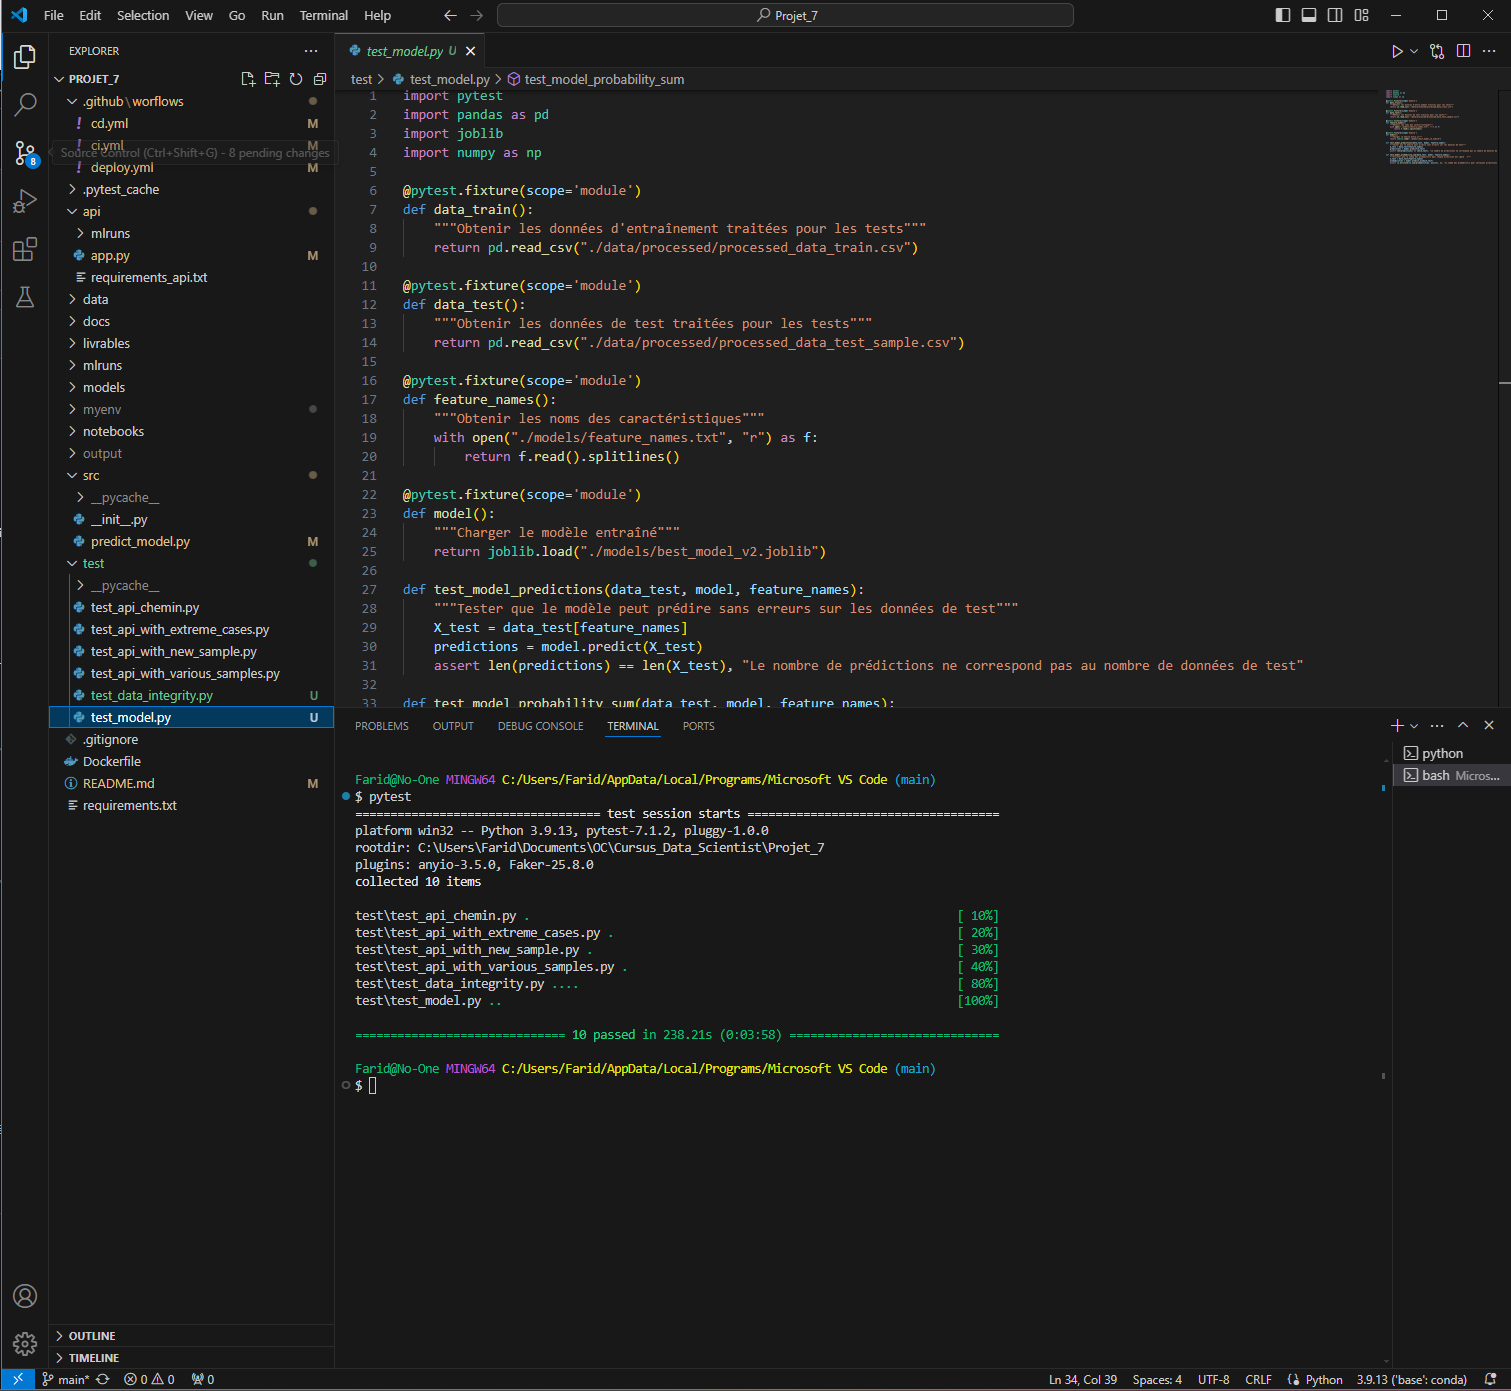 File Edit Selection View Go Run Terminal Help
Projet_7
EXPLORER
PROJET_7
.github\worflows
cd.yml M
ci.yml M
Source Control (Ctrl+Shift+G) - 8 pending changes
8
deploy.yml M
.pytest_cache
api
mlruns
app.py M
requirements_api.txt
data
docs
livrables
mlruns
models
myenv
notebooks
output
src
__pycache__
__init__.py
predict_model.py M
test
__pycache__
test_api_chemin.py
test_api_with_extreme_cases.py
test_api_with_new_sample.py
test_api_with_various_samples.py
test_data_integrity.py U
test_model.py U
.gitignore
Dockerfile
README.md M
requirements.txt
OUTLINE
TIMELINE
test_model.py U
test > test_model.py > test_model_probability_sum
1 import pytest
2 import pandas as pd
3 import joblib
4 import numpy as np
5
6 @pytest.fixture(scope='module')
7 def data_train():
8 """Obtenir les données d'entraînement traitées pour les tests"""
9 return pd.read_csv("./data/processed/processed_data_train.csv")
10
11 @pytest.fixture(scope='module')
12 def data_test():
13 """Obtenir les données de test traitées pour les tests"""
14 return pd.read_csv("./data/processed/processed_data_test_sample.csv")
15
16 @pytest.fixture(scope='module')
17 def feature_names():
18 """Obtenir les noms des caractéristiques"""
19 with open("./models/feature_names.txt", "r") as f:
20 return f.read().splitlines()
21
22 @pytest.fixture(scope='module')
23 def model():
24 """Charger le modèle entraîné"""
25 return joblib.load("./models/best_model_v2.joblib")
26
27 def test_model_predictions(data_test, model, feature_names):
28 """Tester que le modèle peut prédire sans erreurs sur les données de test"""
29 X_test = data_test[feature_names]
30 predictions = model.predict(X_test)
31 assert len(predictions) == len(X_test), "Le nombre de prédictions ne correspond pas au nombre de données de test"
32
33 def test_model_probability_sum(data_test, model, feature_names):
PROBLEMS OUTPUT DEBUG CONSOLE TERMINAL PORTS
python
bash Micros...
Farid@No-One MINGW64 C:/Users/Farid/AppData/Local/Programs/Microsoft VS Code (main)
$ pytest
=================================== test session starts ====================================
platform win32 -- Python 3.9.13, pytest-7.1.2, pluggy-1.0.0
rootdir: C:\Users\Farid\Documents\OC\Cursus_Data_Scientist\Projet_7
plugins: anyio-3.5.0, Faker-25.8.0
collected 10 items
test\test_api_chemin.py . [ 10%]
test\test_api_with_extreme_cases.py . [ 20%]
test\test_api_with_new_sample.py . [ 30%]
test\test_api_with_various_samples.py . [ 40%]
test\test_data_integrity.py .... [ 80%]
test\test_model.py .. [100%]
============================== 10 passed in 238.21s (0:03:58) ==============================
Farid@No-One MINGW64 C:/Users/Farid/AppData/Local/Programs/Microsoft VS Code (main)
$
main* 0 0 0 Ln 34, Col 39 Spaces: 4 UTF-8 CRLF Python 3.9.13 ('base': conda)